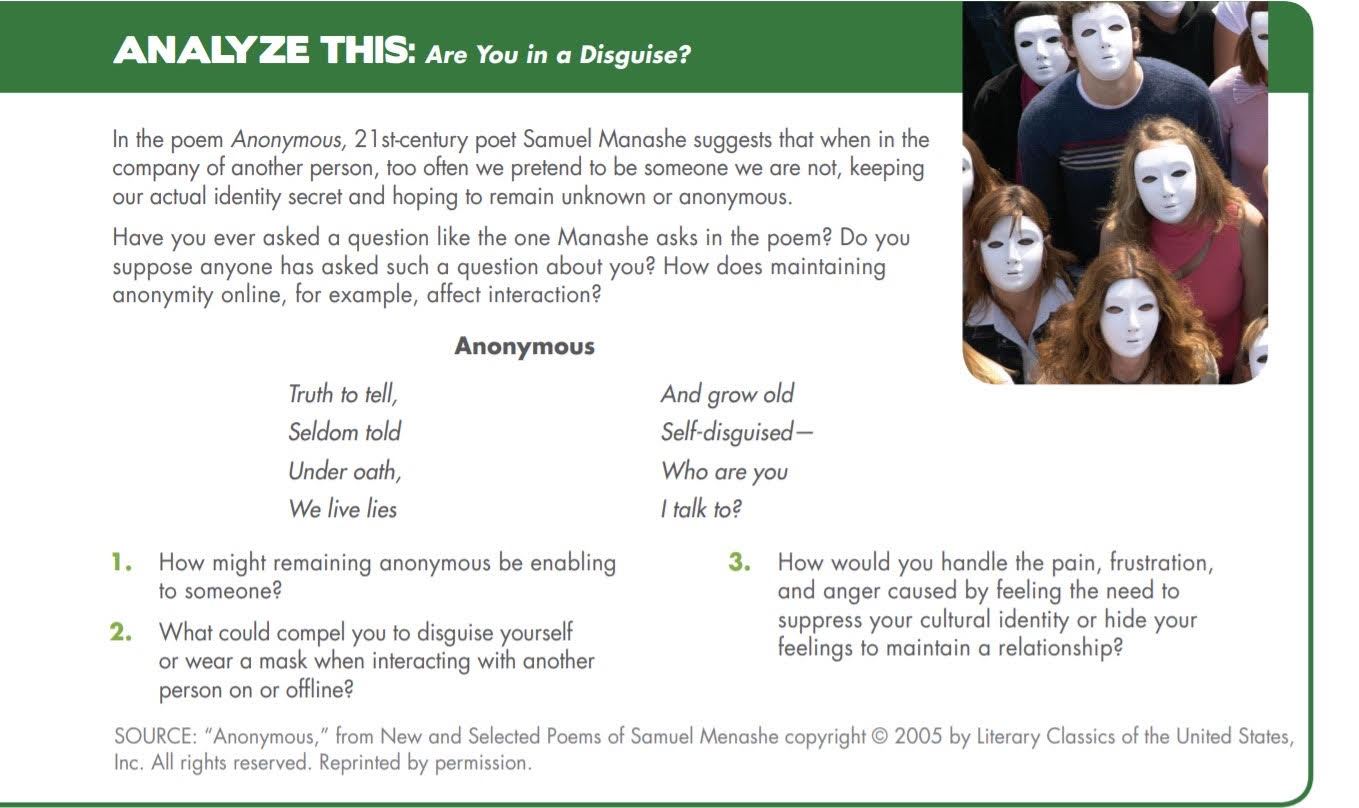 ANALYZE THIS: Are You in a Disguise?
In the poem Anonymous, 21st-century poet Samuel Manashe suggests that when in the
company of another person, too often we pretend to be someone we are not, keeping
our actual identity secret and hoping to remain unknown or anonymous.
Have you ever asked a question like the one Manashe asks in the poem? Do you
suppose anyone has asked such a question about you? How does maintaining
anonymity online, for example, affect interaction?
Anonymous
Truth to tell,
Seldom told
Under oath,
We live lies
And grow old
Self-disguised—
Who are you
I talk to?
1. How might remaining anonymous be enabling
to someone?
2. What could compel you to disguise yourself
or wear a mask when interacting with another
person on or offline?
3. How would you handle the pain, frustration,
and anger caused by feeling the need to
suppress your cultural identity or hide your
feelings to maintain a relationship?
SOURCE: “Anonymous,” from New and Selected Poems of Samuel Menashe copyright © 2005 by Literary Classics of the United States,
Inc. All rights reserved. Reprinted by permission.